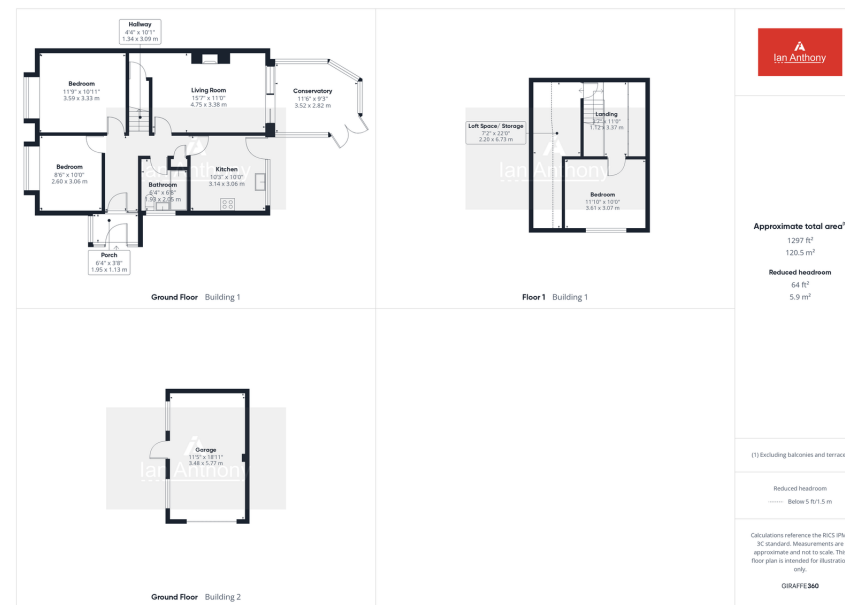 Hallway
4'4" x 10'1"
1.34 x 3.09 m
Bedroom
11'9" x 10'11"
3.59 x 3.33 m
Living Room
15'7" x 11'0"
4.75 x 3.38 m
Conservatory
11'6" x 9'3"
3.52 x 2.82 m
Bedroom
8'6" x 10'0"
2.60 x 3.06 m
Bathroom
6'4" x 6'8"
1.93 x 2.05 m
Kitchen
10'3" x 10'0"
3.14 x 3.06 m
Porch
6'4" x 3'8"
1.95 x 1.13 m
Ground Floor Building 1
Loft Space/ Storage
7'2" x 22'0"
2.20 x 6.73 m
Landing
x 11'0"
1.12 x 3.37 m
Ian Anthony
Bedroom
11'10" x 10'0"
3.61 x 3.07 m
Floor 1 Building 1
Garage
11'5" x 18'11"
3.48 x 5.77 m
Ian Anthony
Ground Floor Building 2
Ian Anthony
Approximate total area
1297 ft²
120.5 m²
Reduced headroom
64 ft²
5.9 m²
(1) Excluding balconies and terrace
Reduced headroom
Below 5 ft/1.5 m
Calculations reference the RICS IPM
3C standard. Measurements are
approximate and not to scale. This
floor plan is intended for illustratio
only.
GIRAFFE360